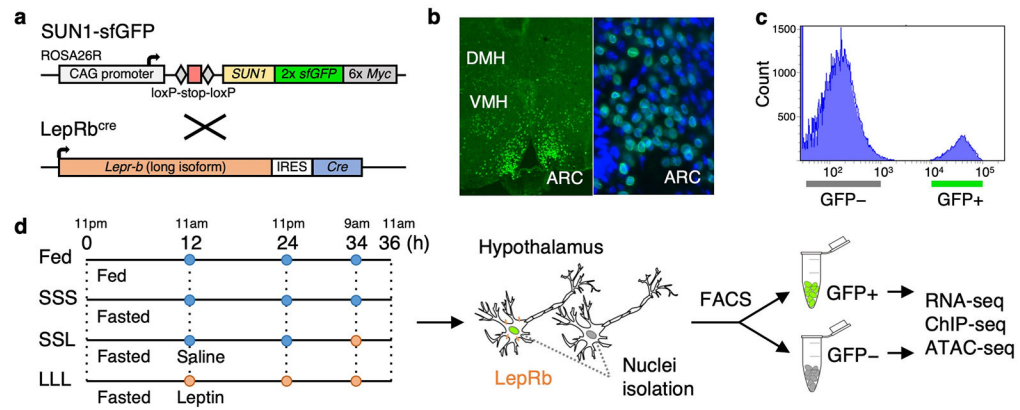 a
SUN1-sfGFP
ROSA26R
CAG promoter
SUN1
2x sfGFP
6x Myc
loxP-stop-loxP
LepRbcre
Lepr-b (long isoform)
IRES
Cre
b
DMH
VMH
ARC
ARC
c
Count
1500
1000
500
10²
10³
10⁴
10⁵
GFP−
GFP+
d
11pm
11am
11pm
9am
11am
0
12
24
34
36 (h)
Fed
Fed
SSS
Fasted
SSL
Fasted
Saline
LLL
Fasted
Leptin
Hypothalamus
LepRb
Nuclei
isolation
FACS
GFP+
GFP−
RNA-seq
ChIP-seq
ATAC-seq